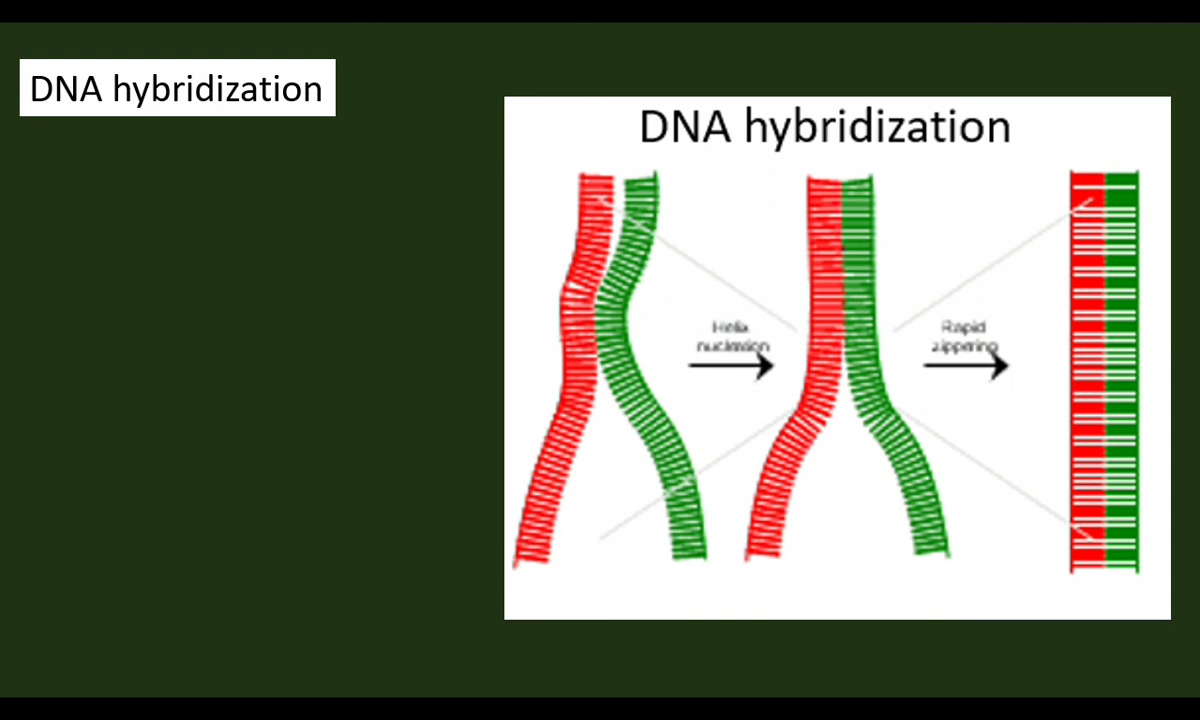 DNA hybridization
DNA hybridization
Helix
nucleation
Rapid
zippering